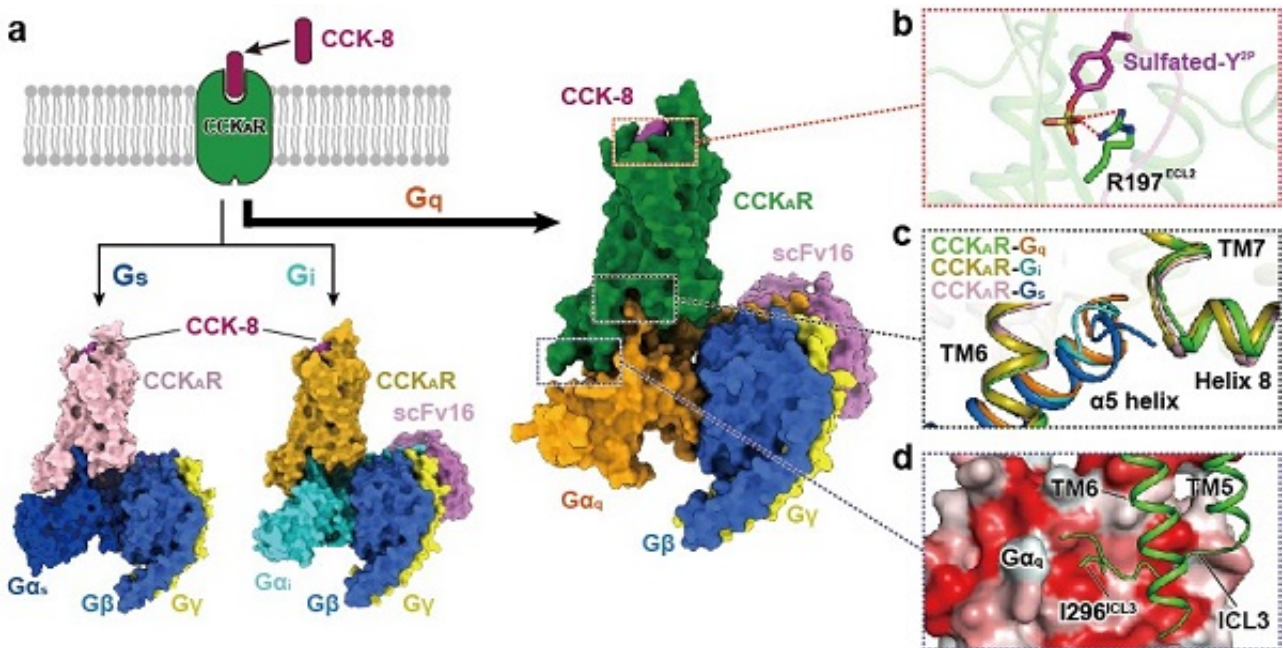 a
CCK-8
CCKAR
Gq
Gs
Gi
CCK-8
CCKAR
CCKAR
scFv16
Gαs
Gβ
Gγ
Gαi
Gβ
Gγ
CCK-8
CCKAR
scFv16
Gαq
Gβ
Gγ
b
Sulfated-Y²ᴾ
R197ᴱᶜᴸ²
c
CCKAR-Gq
CCKAR-Gi
CCKAR-Gs
TM7
TM6
α5 helix
Helix 8
d
TM6
TM5
Gαq
I296ᴵᶜᴸ³
ICL3